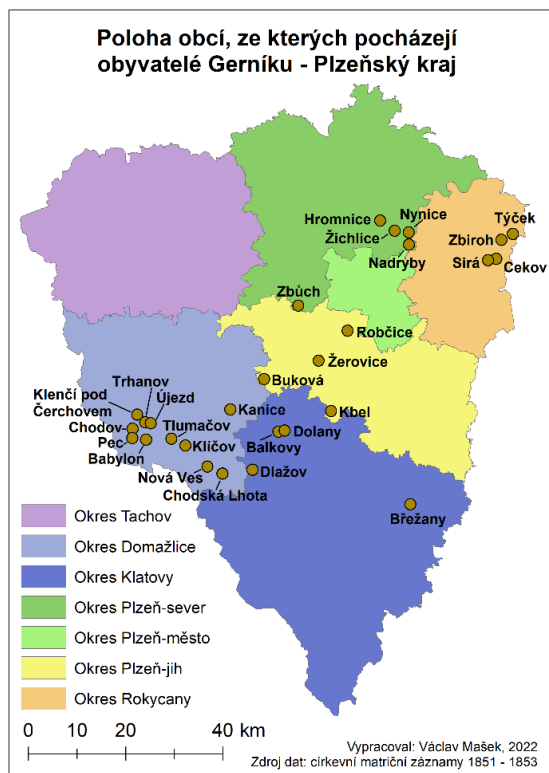 Poloha obcí, ze kterých pocházejí
obyvatelé Gerníku - Plzeňský kraj
Hromnice
Nynice
Týček
Žichlice
Zbiroh
Nadryby
Sirá
Cekov
Zbůch
Robčice
Žerovice
Buková
Trhanov
Klenčí pod
Čerchovem
Újezd
Kanice
Kbel
Chodov
Tlumačov
Dolany
Pec
Klíčov
Balkovy
Babylon
Nová Ves
Dlažov
Chodská Lhota
Břežany
Okres Tachov
Okres Domažlice
Okres Klatovy
Okres Plzeň-sever
Okres Plzeň-město
Okres Plzeň-jih
Okres Rokycany
0 10 20 40 km
Vypracoval: Václav Mašek, 2022
Zdroj dat: církevní matriční záznamy 1851 - 1853